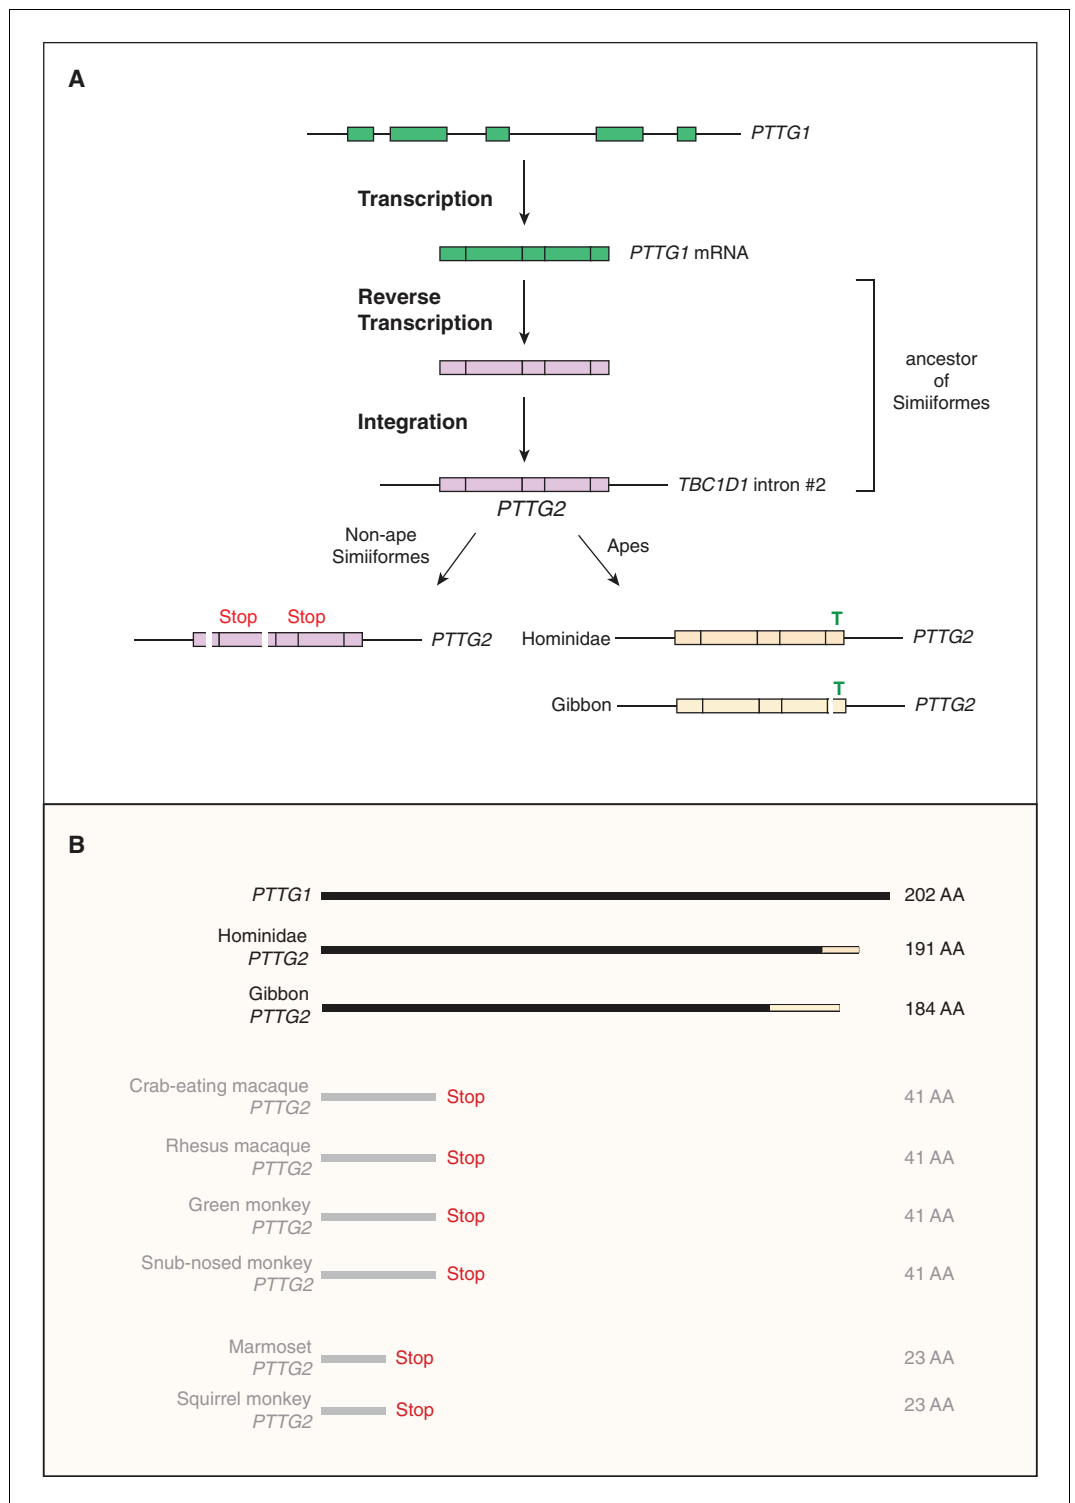 A
PTTG1
Transcription
PTTG1 mRNA
Reverse
Transcription
ancestor
of
Simiiformes
Integration
TBC1D1 intron #2
PTTG2
Non-ape
Simiiformes
Apes
Stop Stop
PTTG2
T
Hominidae
PTTG2
T
Gibbon
PTTG2
B
PTTG1
202 AA
Hominidae
PTTG2
191 AA
Gibbon
PTTG2
184 AA
Crab-eating macaque
PTTG2
Stop
41 AA
Rhesus macaque
PTTG2
Stop
41 AA
Green monkey
PTTG2
Stop
41 AA
Snub-nosed monkey
PTTG2
Stop
41 AA
Marmoset
PTTG2
Stop
23 AA
Squirrel monkey
PTTG2
Stop
23 AA